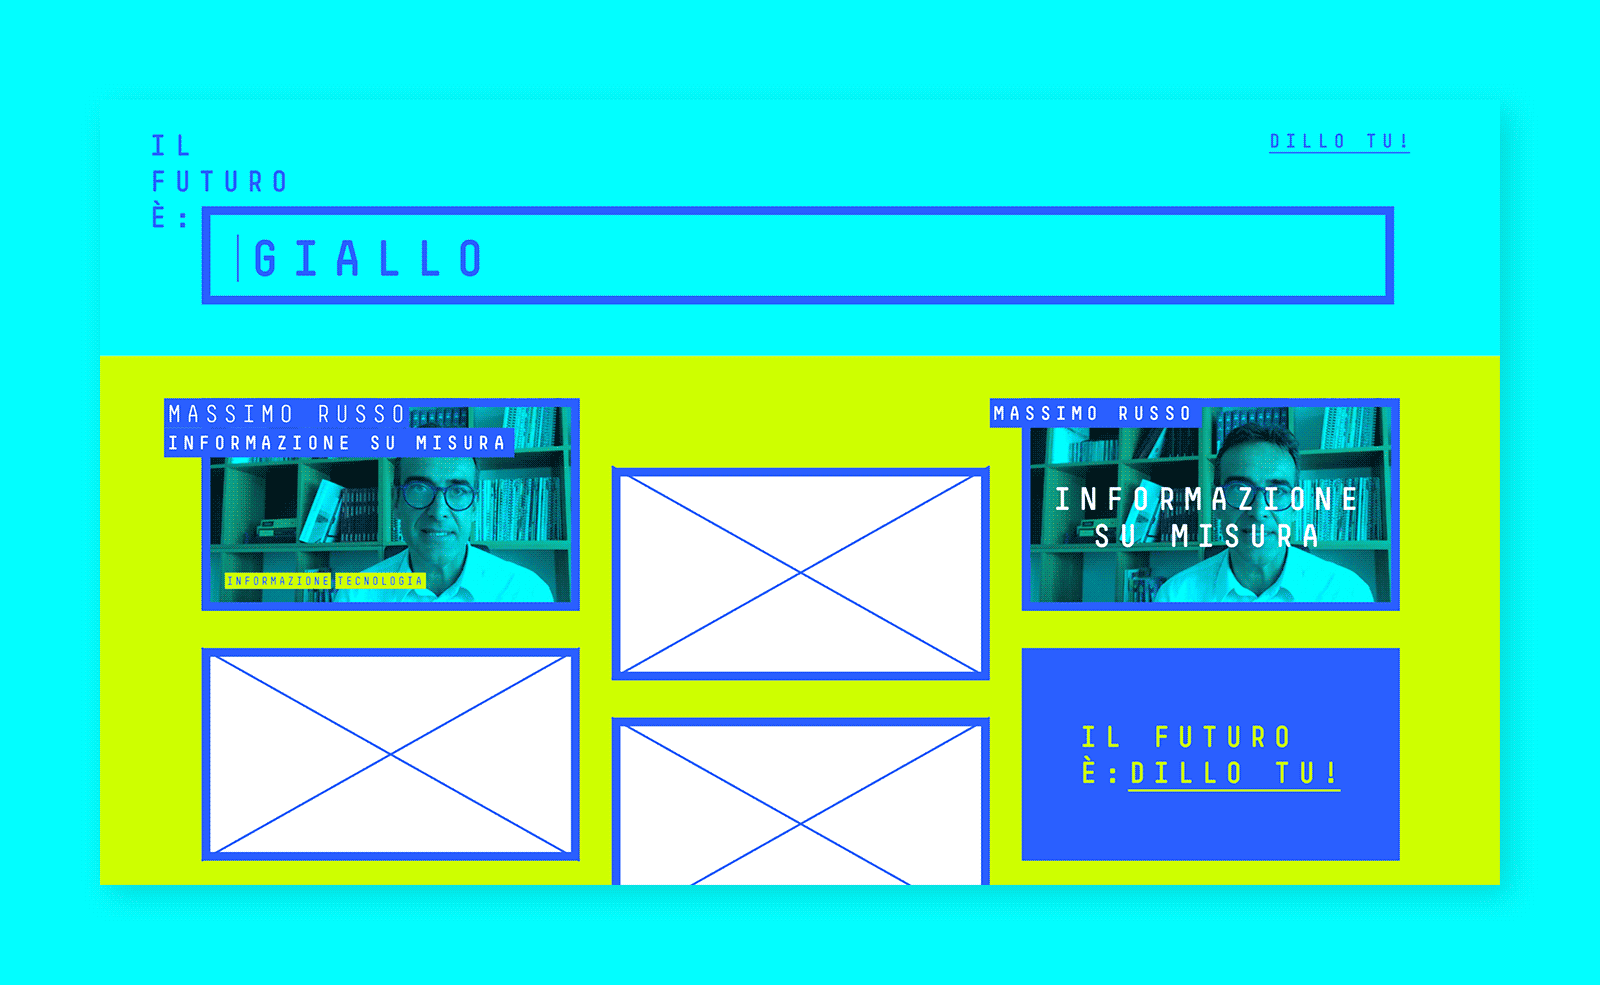 IL
FUTURO
È:
DILLO TU!
GIALLO
MASSIMO RUSSO
INFORMAZIONE SU MISURA
INFORMAZIONE TECNOLOGIA
MASSIMO RUSSO
INFORMAZIONE
SU MISURA
IL FUTURO
È:DILLO TU!